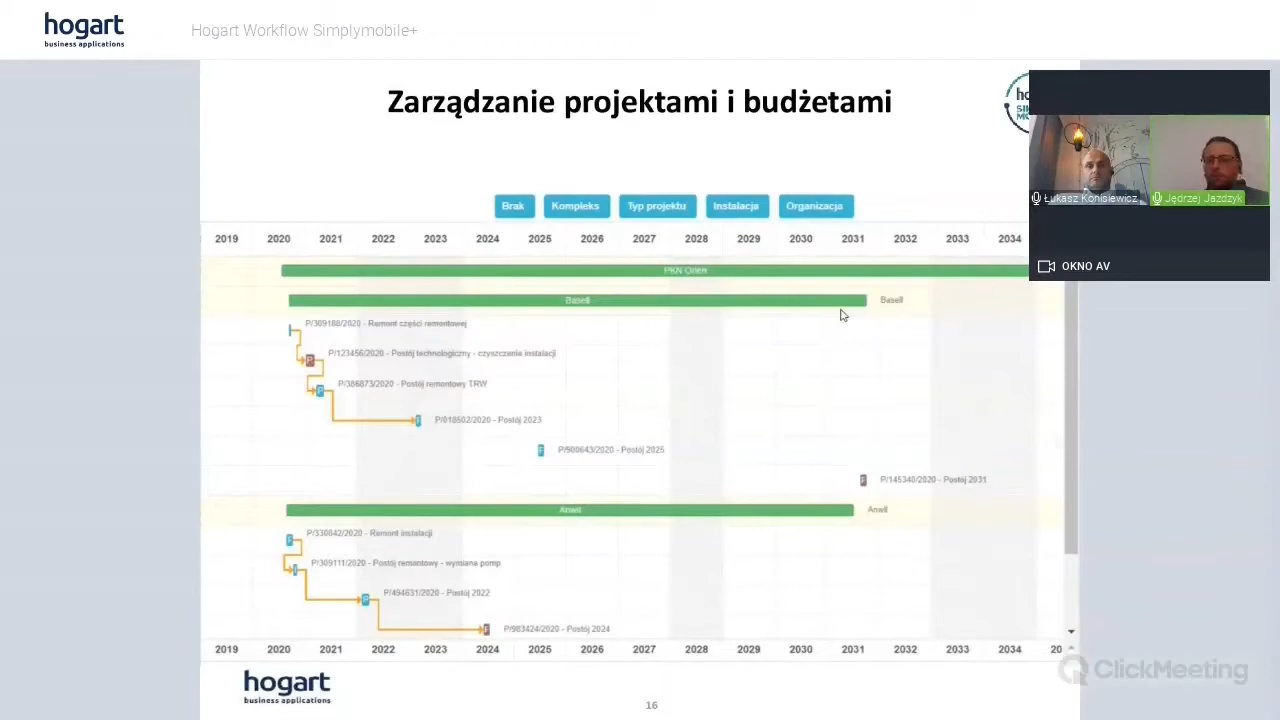 hogart
business applications
Hogart Workflow Simplymobile+
Zarządzanie projektami i budżetami
Łukasz Konisiewicz
Jędrzej Jażdżyk
OKNO AV
Brak Kompleks Typ projektu Instalacja Organizacja
2019 2020 2021 2022 2023 2024 2025 2026 2027 2028 2029 2030 2031 2032 2033 2034
PKN Orlen
Basell Basell
P/309188/2020 - Remont części remontowej
P/123456/2020 - Postój technologiczny - czyszczenie instalacji
P/386873/2020 - Postój remontowy TRW
P/018502/2020 - Postój 2023
P/900643/2020 - Postój 2025
P/145340/2020 - Postój 2031
Anwil Anwil
P/330842/2020 - Remont instalacji
P/309111/2020 - Postój remontowy - wymiana pomp
P/494631/2020 - Postój 2022
P/983424/2020 - Postój 2024
2019 2020 2021 2022 2023 2024 2025 2026 2027 2028 2029 2030 2031 2032 2033 2034 20
hogart
business applications
16
ClickMeeting